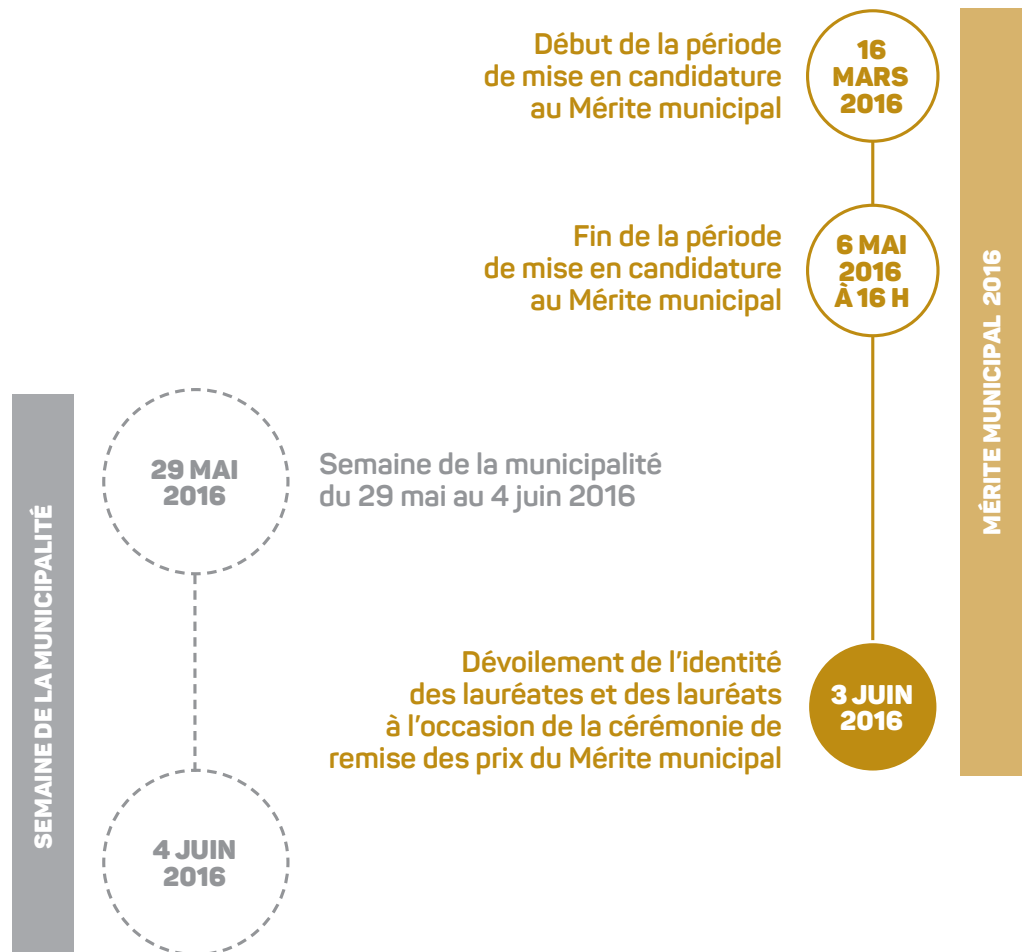 Début de la période
de mise en candidature
au Mérite municipal
16
MARS
2016
Fin de la période
de mise en candidature
au Mérite municipal
6 MAI
2016
À 16 H
MÉRITE MUNICIPAL 2016
29 MAI
2016
Semaine de la municipalité
du 29 mai au 4 juin 2016
SEMAINE DE LA MUNICIPALITÉ
Dévoilement de l'identité
des lauréates et des lauréats
à l'occasion de la cérémonie de
remise des prix du Mérite municipal
3 JUIN
2016
4 JUIN
2016